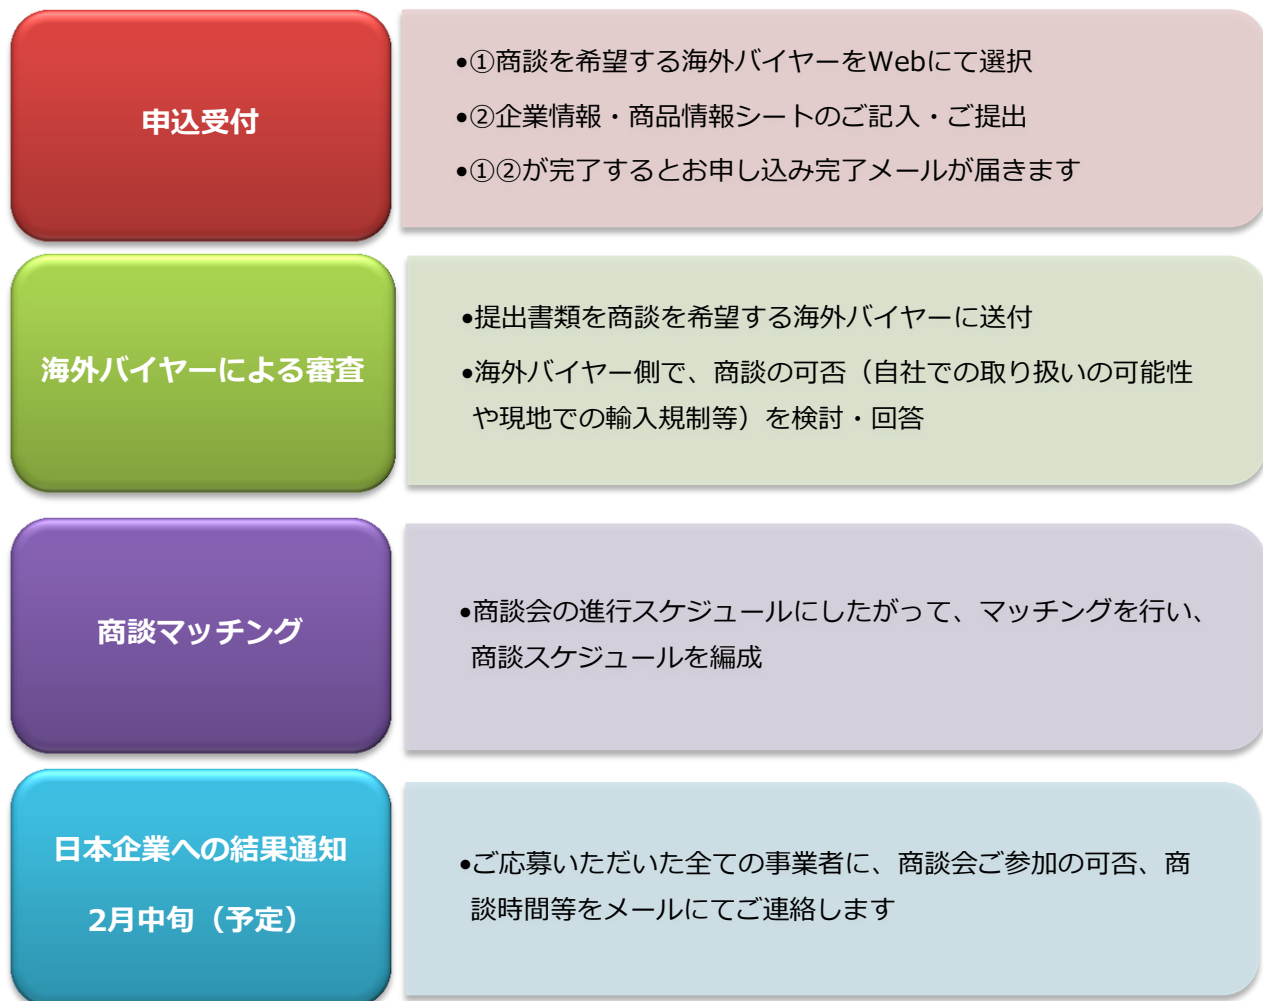 申込受付
•①商談を希望する海外バイヤーをWebにて選択
•②企業情報・商品情報シートのご記入・ご提出
•①②が完了するとお申し込み完了メールが届きます
海外バイヤーによる審査
•提出書類を商談を希望する海外バイヤーに送付
•海外バイヤー側で、商談の可否（自社での取り扱いの可能性
や現地での輸入規制等）を検討・回答
商談マッチング
•商談会の進行スケジュールにしたがって、マッチングを行い、
商談スケジュールを編成
日本企業への結果通知
2月中旬（予定）
•ご応募いただいた全ての事業者に、商談会ご参加の可否、商
談時間等をメールにてご連絡します